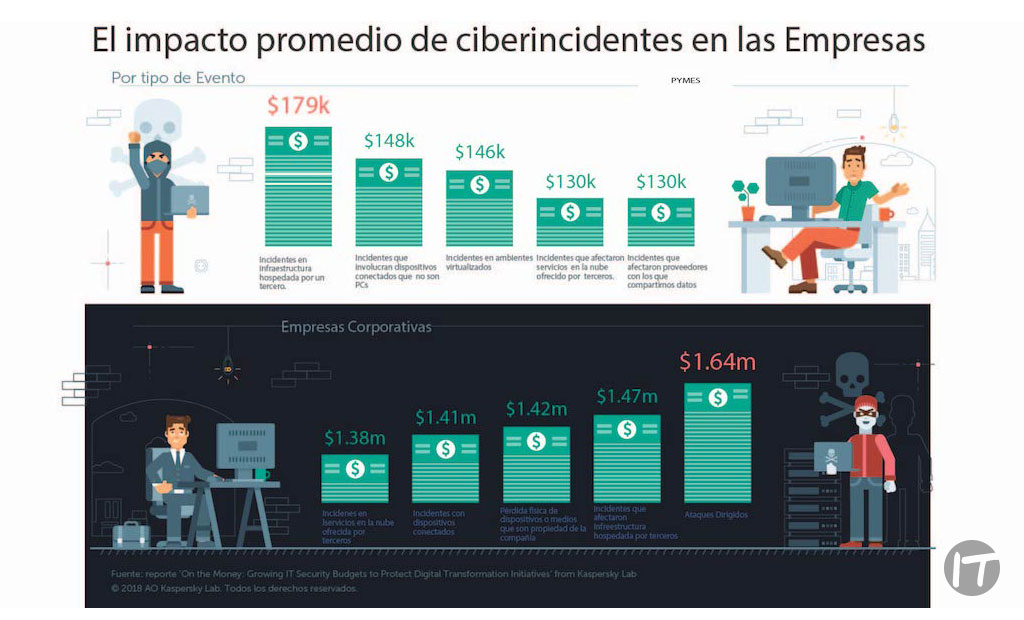 El impacto promedio de ciberincidentes en las Empresas
Por tipo de Evento
PYMES
$179k
$148k
$146k
$130k
$130k
Incidentes en
infraestructura
hospedada por un
tercero.
Incidentes que
involucran dispositivos
conectados que no son
PCs
Incidentes en ambientes
virtualizados
Incidentes que afectaron
servicios en la nube
ofrecido por terceros.
Incidentes que
afectaron proveedores
con los que
compartimos datos
Empresas Corporativas
$1.38m
$1.41m
$1.42m
$1.47m
$1.64m
Incidenes en
servicios en la nube
ofrecida por
terceros
Incidentes con
dispositivos
conectados
Pérdida física de
dispositivos o medios
que son propiedad de la
compañía
Incidentes que
afectaron
infraestructura
hospedada por terceros
Ataques Dirigidos
Fuente: reporte 'On the Money: Growing IT Security Budgets to Protect Digital Transformation Initiatives' from Kaspersky Lab
© 2018 AO Kaspersky Lab. Todos los derechos reservados.
IT